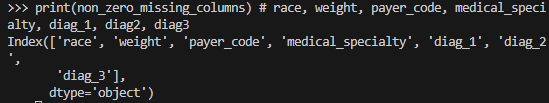 >>> print(non_zero_missing_columns) # race, weight, payer_code, medical_speci
alty, diag_1, diag2, diag3
Index(['race', 'weight', 'payer_code', 'medical_specialty', 'diag_1', 'diag_2
',
       'diag_3'],
      dtype='object')